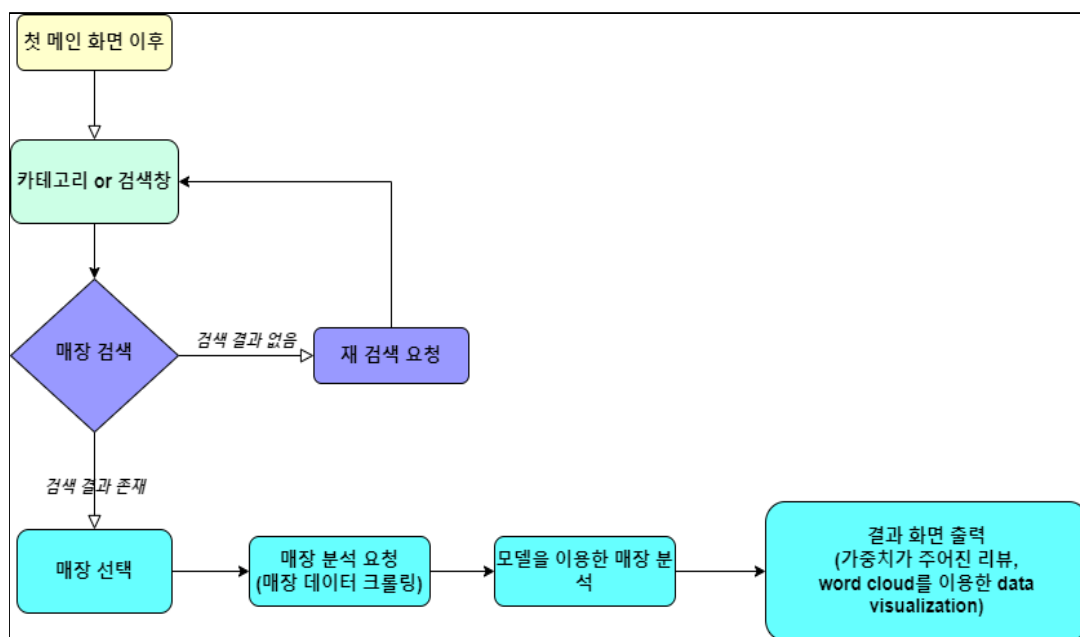 첫 메인 화면 이후
카테고리 or 검색창
매장 검색
검색 결과 없음
재 검색 요청
검색 결과 존재
매장 선택
매장 분석 요청
(매장 데이터 크롤링)
모델을 이용한 매장 분
석
결과 화면 출력
(가중치가 주어진 리뷰,
word cloud를 이용한 data
visualization)